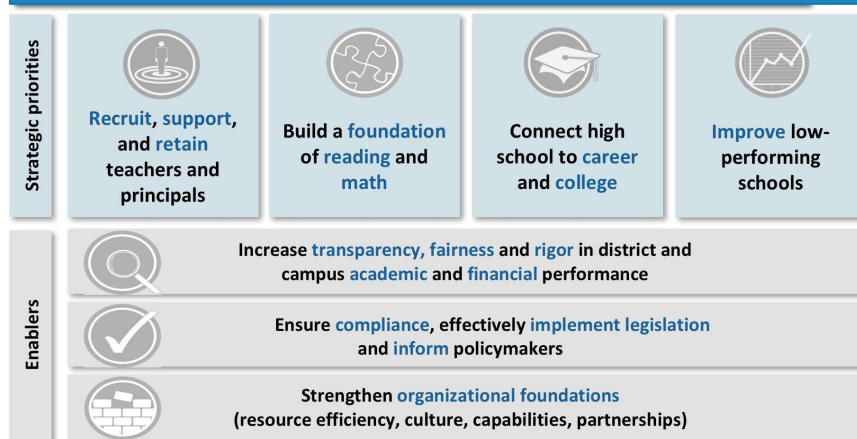 Strategic priorities
Recruit, support,
and retain
teachers and
principals
Build a foundation
of reading and
math
Connect high
school to career
and college
Improve low-
performing
schools
Enablers
Increase transparency, fairness and rigor in district and
campus academic and financial performance
Ensure compliance, effectively implement legislation
and inform policymakers
Strengthen organizational foundations
(resource efficiency, culture, capabilities, partnerships)